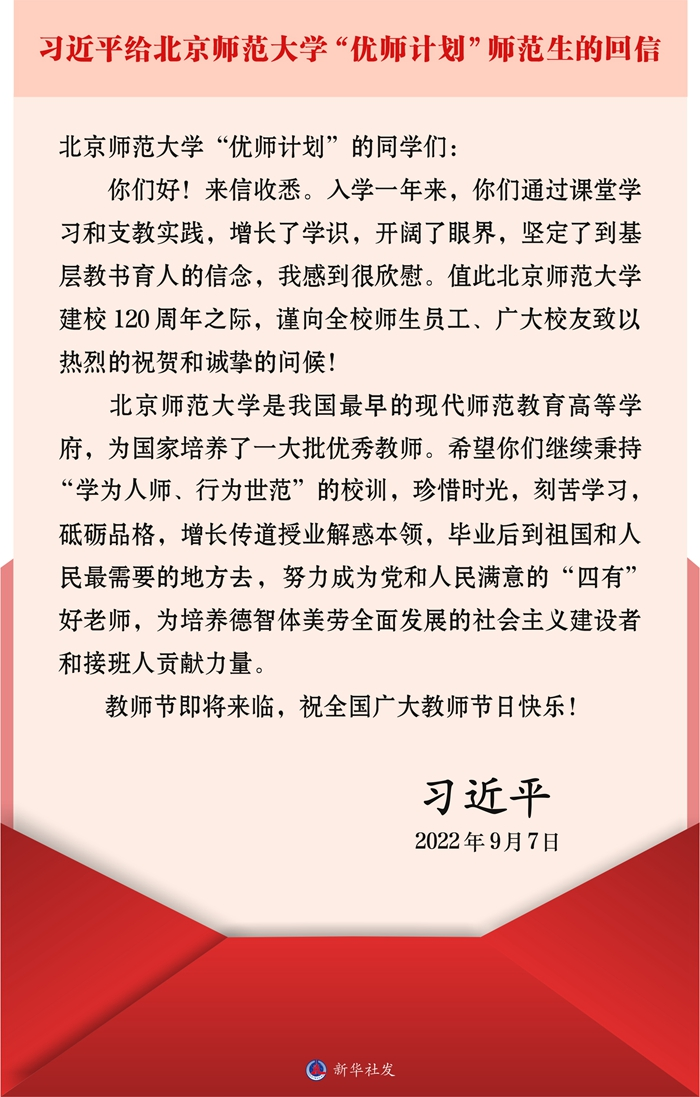 习近平给北京师范大学“优师计划”师范生的回信
北京师范大学“优师计划”的同学们：
你们好！来信收悉。入学一年来，你们通过课堂学
习和支教实践，增长了学识，开阔了眼界，坚定了到基
层教书育人的信念，我感到很欣慰。值此北京师范大学
建校120周年之际，谨向全校师生员工、广大校友致以
热烈的祝贺和诚挚的问候！
北京师范大学是我国最早的现代师范教育高等学
府，为国家培养了一大批优秀教师。希望你们继续秉持
“学为人师、行为世范”的校训，珍惜时光，刻苦学习，
砥砺品格，增长传道授业解惑本领，毕业后到祖国和人
民最需要的地方去，努力成为党和人民满意的“四有”
好老师，为培养德智体美劳全面发展的社会主义建设者
和接班人贡献力量。
教师节即将来临，祝全国广大教师节日快乐！
习近平
2022年9月7日
新华社发